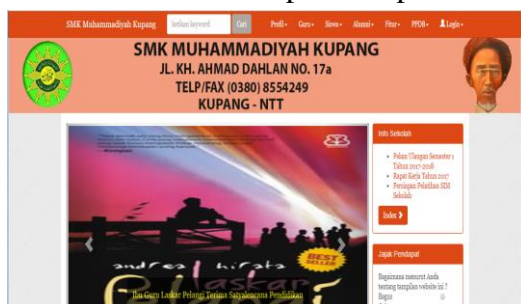 SMK Muhammadiyah Kupang ketikan keyword Cari Profil Guru Siswa Alumni Fitur PPDB Login
SMK MUHAMMADIYAH KUPANG
JL. KH. AHMAD DAHLAN NO. 17a
TELP/FAX (0380) 8554249
KUPANG - NTT
BEST
SELLER
andrea hirata
Laskar
Ibu Guru Laskar Pelangi Terima Satyalencana Pendidikan
Info Sekolah
Pekan Ulangan Semester 1
Tahun 2017-2018
Rapat Kerja Tahun 2017
Persiapan Pelatihan SIM
Sekolah
Index
Jajak Pendapat
Bagaimana menurut Anda
tentang tampilan website ini ?
Bagus